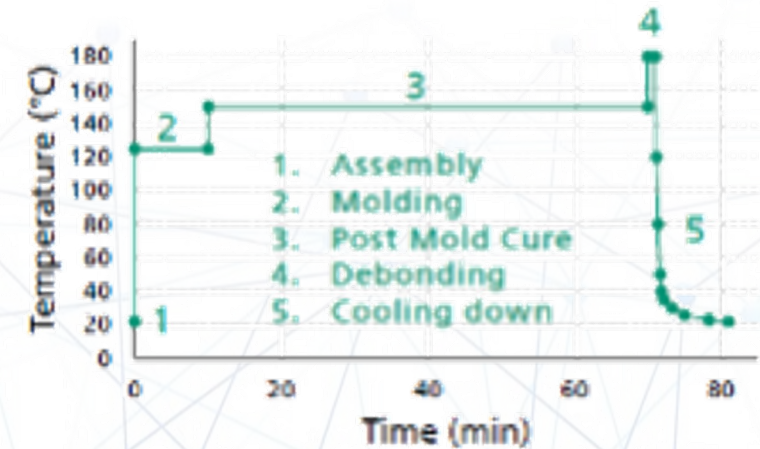 4
180
160
140
120
100
80
60
40
20
0
Temperature (°C)
3
2
1
5
1. Assembly
2. Molding
3. Post Mold Cure
4. Debonding
5. Cooling down
0 20 40 60 80
Time (min)